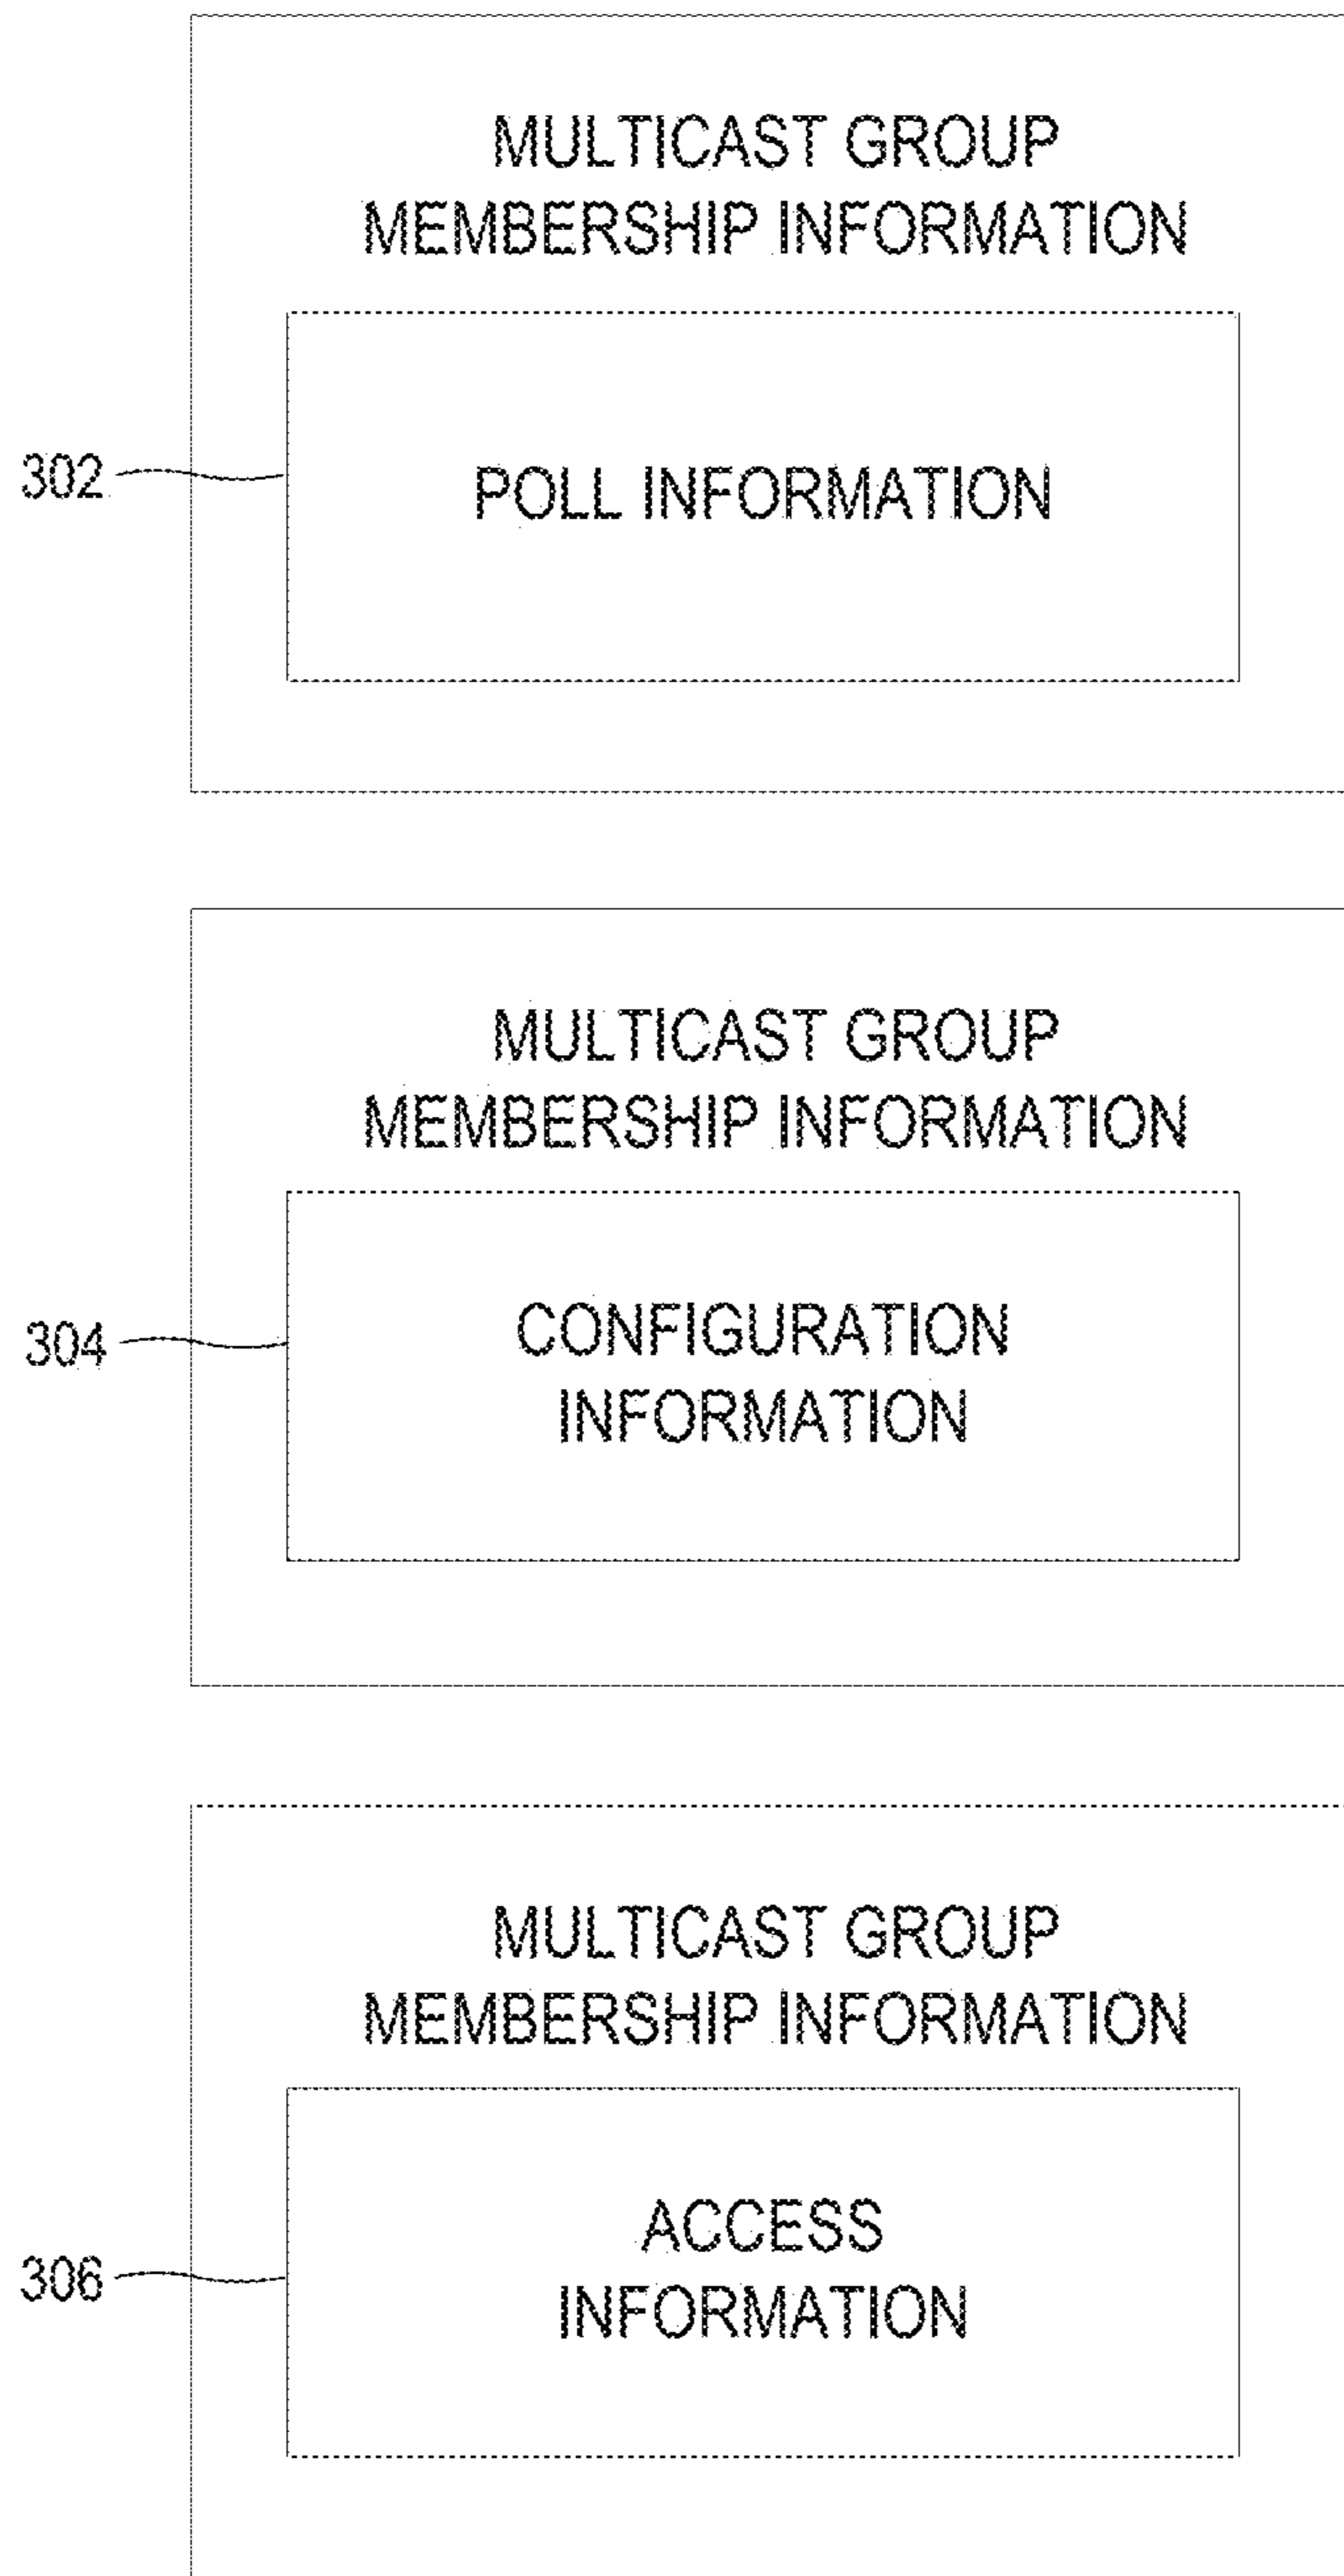 MULTICAST GROUP
MEMBERSHIP INFORMATION
302
POLL INFORMATION
MULTICAST GROUP
MEMBERSHIP INFORMATION
304
CONFIGURATION
INFORMATION
MULTICAST GROUP
MEMBERSHIP INFORMATION
306
ACCESS
INFORMATION